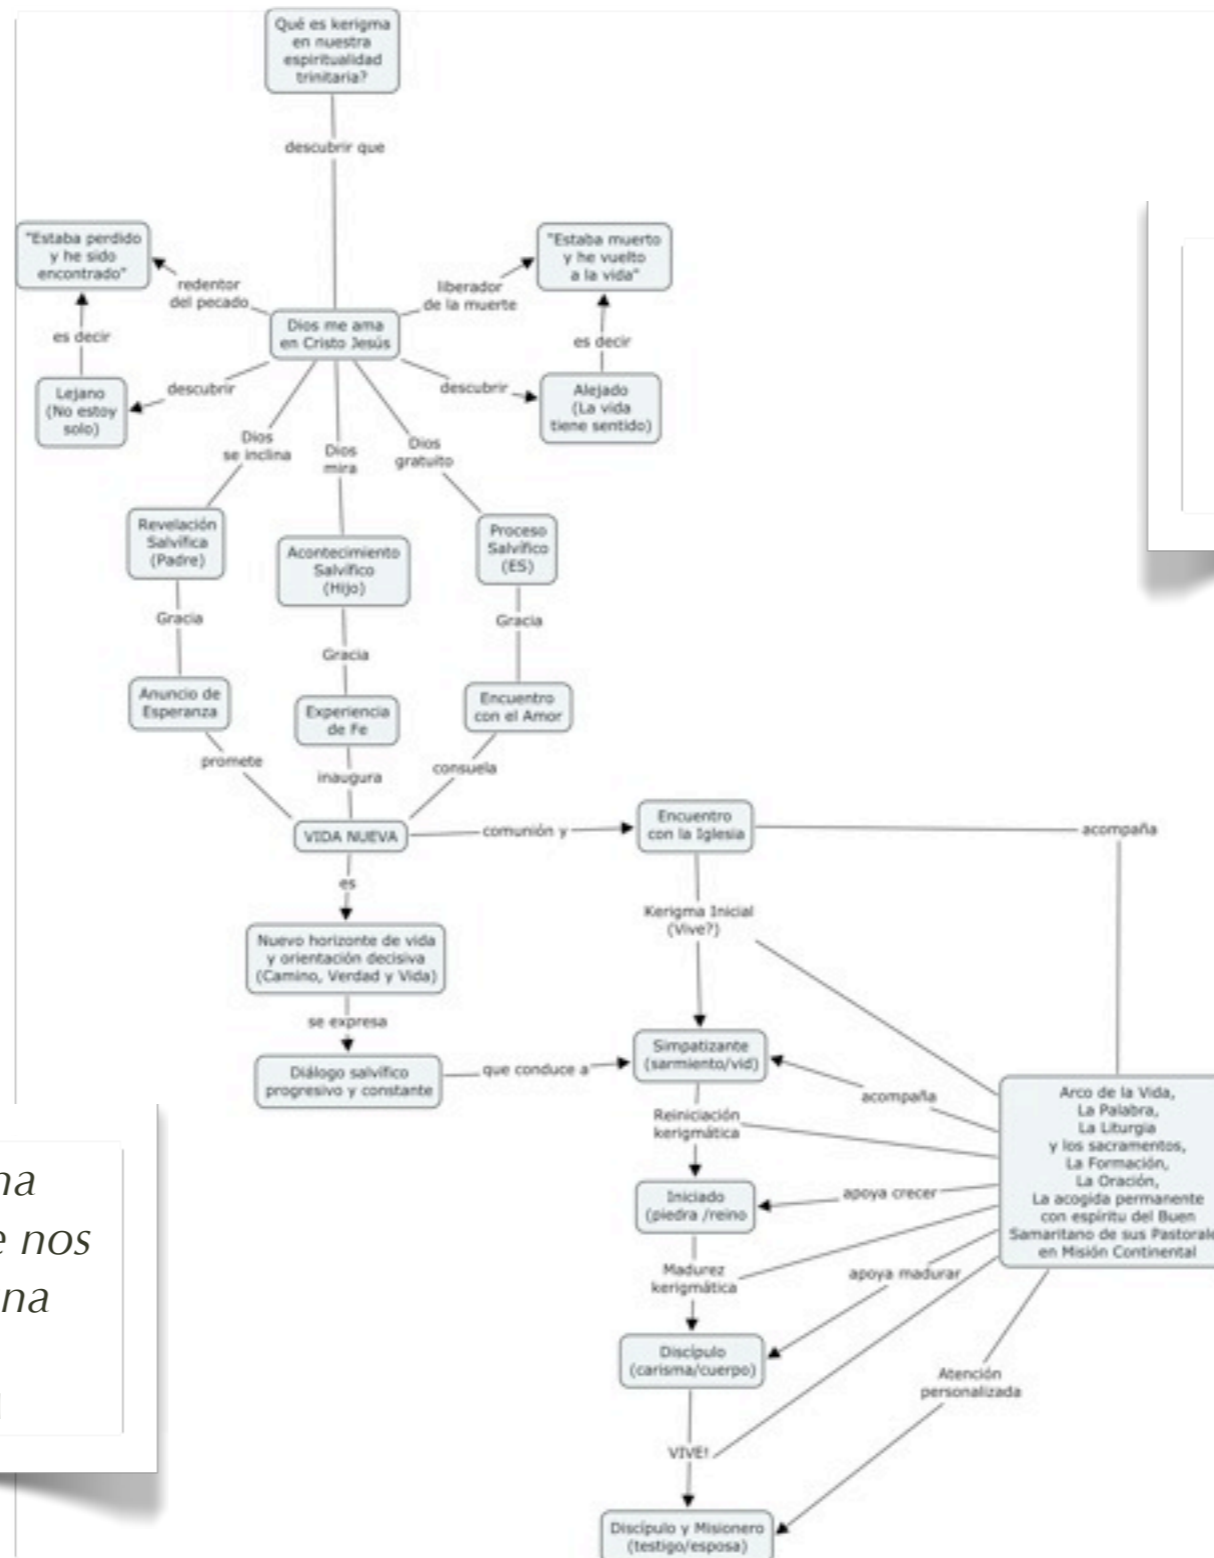 Qué es kerigma
en nuestra
espiritualidad
trinitaria?
descubrir que
"Estaba perdido
y he sido
encontrado"
"Estaba muerto
y he vuelto
a la vida"
redentor
del pecado
liberador
de la muerte
Dios me ama
en Cristo Jesús
es decir
es decir
Lejano
(No estoy
solo)
descubrir
descubrir
Alejado
(La vida
tiene sentido)
Dios
se inclina
Dios
mira
Dios
gratuito
Revelación
Salvífica
(Padre)
Acontecimiento
Salvífico
(Hijo)
Proceso
Salvífico
(ES)
Gracia
Gracia
Gracia
Anuncio de
Esperanza
Experiencia
de Fe
Encuentro
con el Amor
promete
inaugura
consuela
VIDA NUEVA
comunión y
Encuentro
con la Iglesia
acompaña
es
Kerigma Inicial
(Vive?)
Nuevo horizonte de vida
y orientación decisiva
(Camino, Verdad y Vida)
se expresa
Diálogo salvífico
progresivo y constante
que conduce a
Simpatizante
(sarmiento/vid)
acompaña
Reiniciación
kerigmática
Arco de la Vida,
La Palabra,
La Liturgia
y los sacramentos,
La Formación,
La Oración,
La acogida permanente
con espíritu del Buen
Samaritano de sus Pastorale
en Misión Continental
Iniciado
(piedra /reino
apoya crecer
Madurez
kerigmática
apoya madurar
Discípulo
(carisma/cuerpo)
Atención
personalizada
VIVE!
Discípulo y Misionero
(testigo/esposa)
na
e nos
na